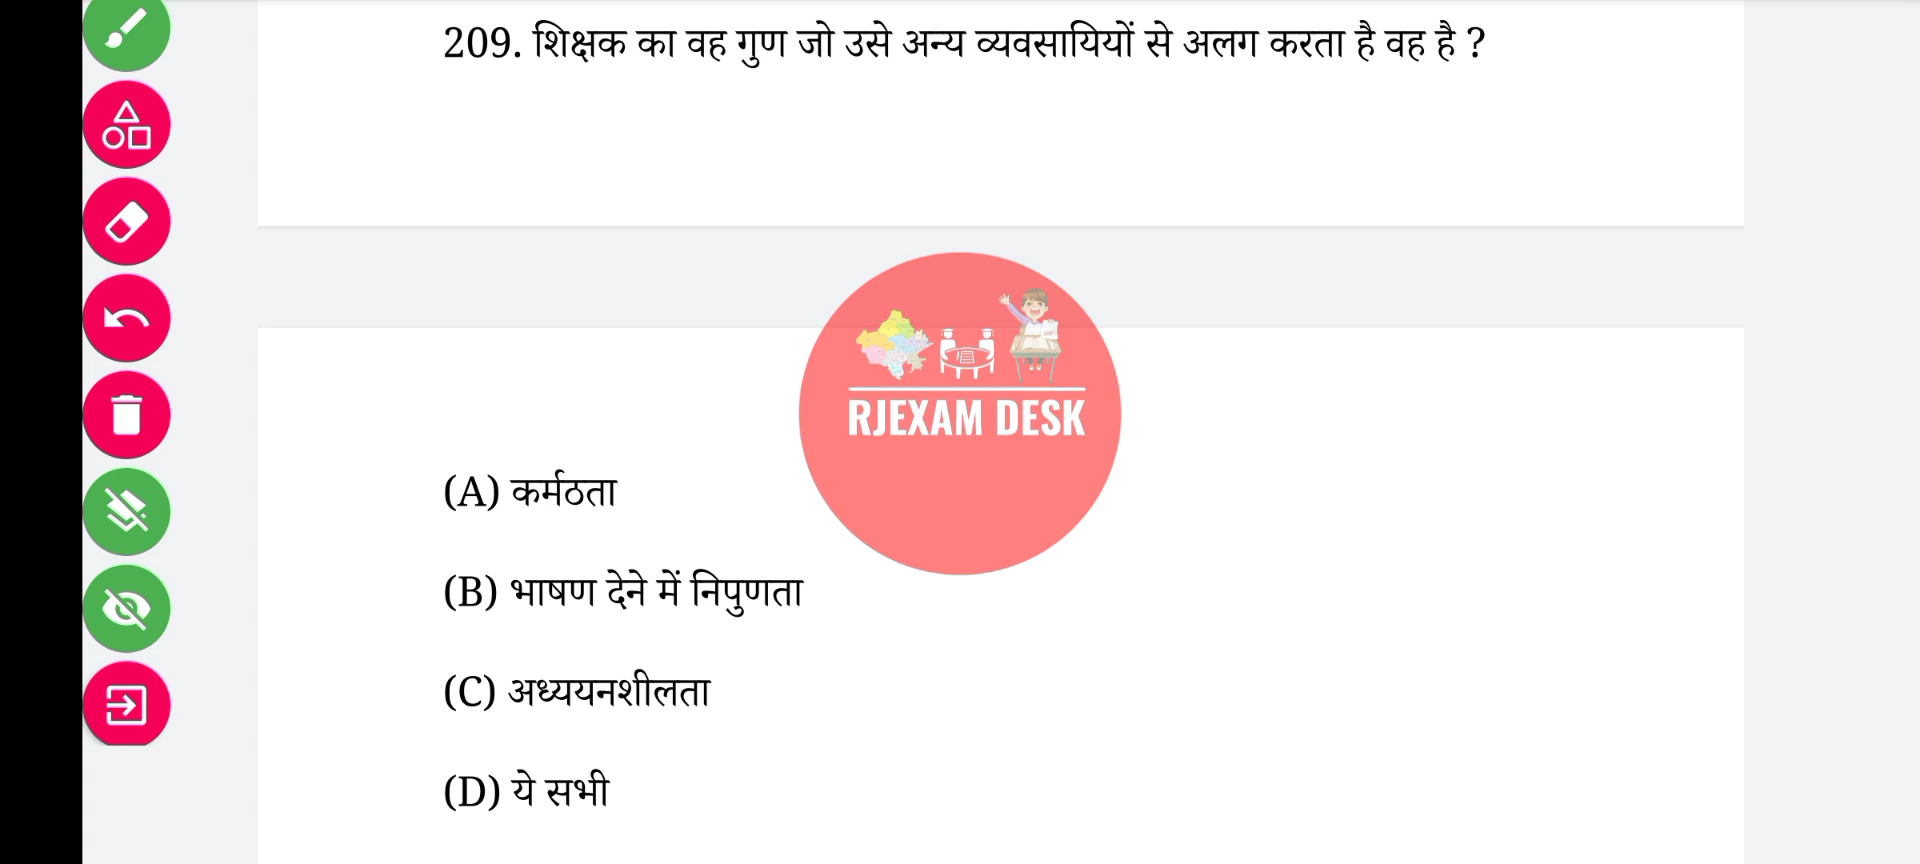 209. शिक्षक का वह गुण जो उसे अन्य व्यवसायियों से अलग करता है वह है ?
RJEXAM DESK
(A) कर्मठता
(B) भाषण देने में निपुणता
(C) अध्ययनशीलता
(D) ये सभी